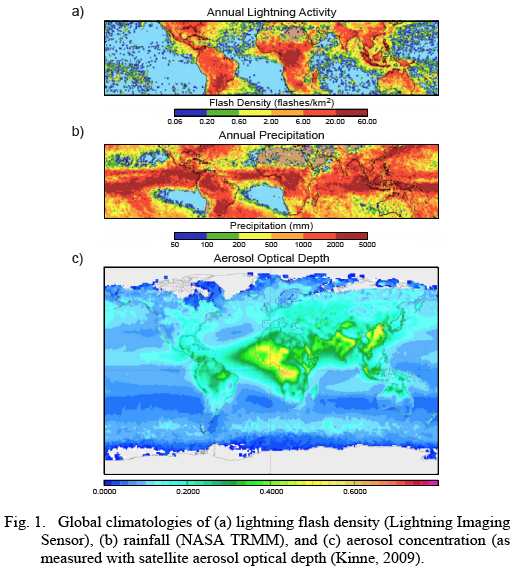 a)
Annual Lightning Activity
Flash Density (flashes/km²)
0.06 0.20 0.60 2.00 6.00 20.00 60.00
b)
Annual Precipitation
Precipitation (mm)
50 100 200 500 1000 2000 5000
c)
Aerosol Optical Depth
0.0000 0.2000 0.4000 0.6000
Fig. 1. Global climatologies of (a) lightning flash density (Lightning Imaging
Sensor), (b) rainfall (NASA TRMM), and (c) aerosol concentration (as
measured with satellite aerosol optical depth (Kinne, 2009).